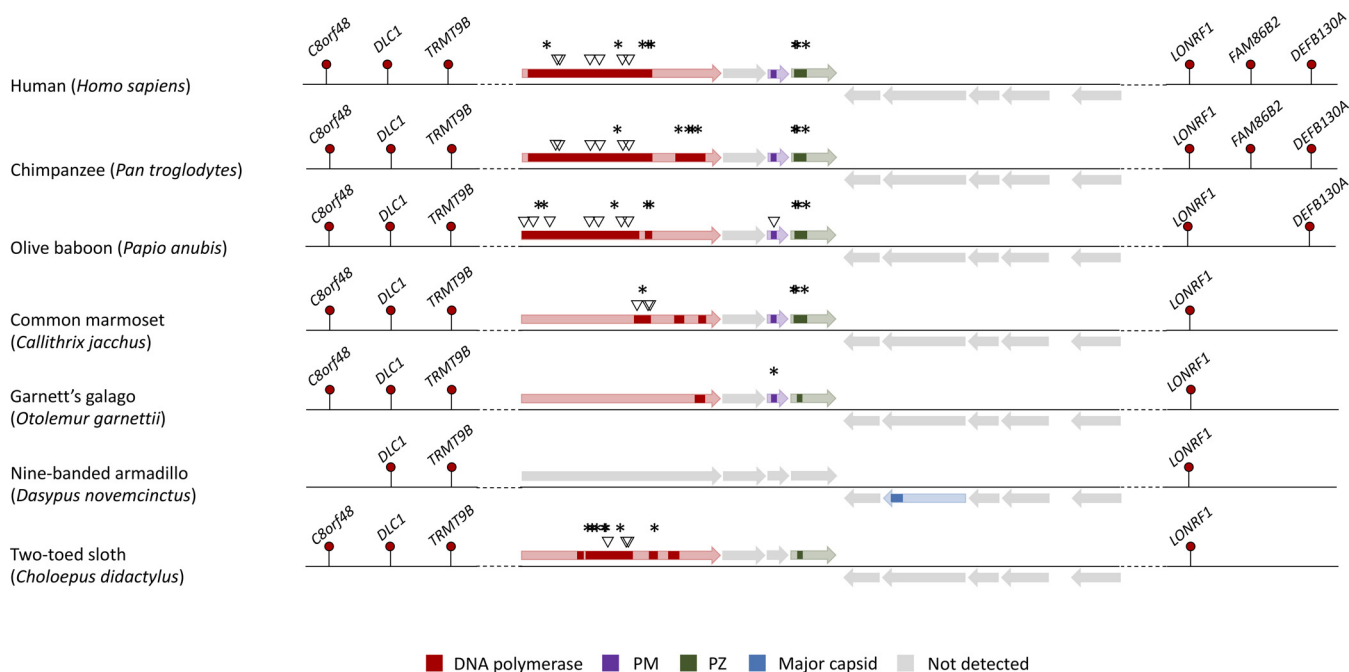 C8orf48 DLC1 TRMT9B * * ** ** * LONRF1 FAM86B2 DEFB130A
Human (Homo sapiens)
C8orf48 DLC1 TRMT9B * * *** ** * LONRF1 FAM86B2 DEFB130A
Chimpanzee (Pan troglodytes)
C8orf48 DLC1 TRMT9B ** * ** ** * LONRF1 DEFB130A
Olive baboon (Papio anubis)
C8orf48 DLC1 TRMT9B * ** * LONRF1
Common marmoset
(Callithrix jacchus)
C8orf48 DLC1 TRMT9B * LONRF1
Garnett's galago
(Otolemur garnettii)
DLC1 TRMT9B LONRF1
Nine-banded armadillo
(Dasypus novemcinctus)
C8orf48 DLC1 TRMT9B **** * * LONRF1
Two-toed sloth
(Choloepus didactylus)
DNA polymerase PM PZ Major capsid Not detected